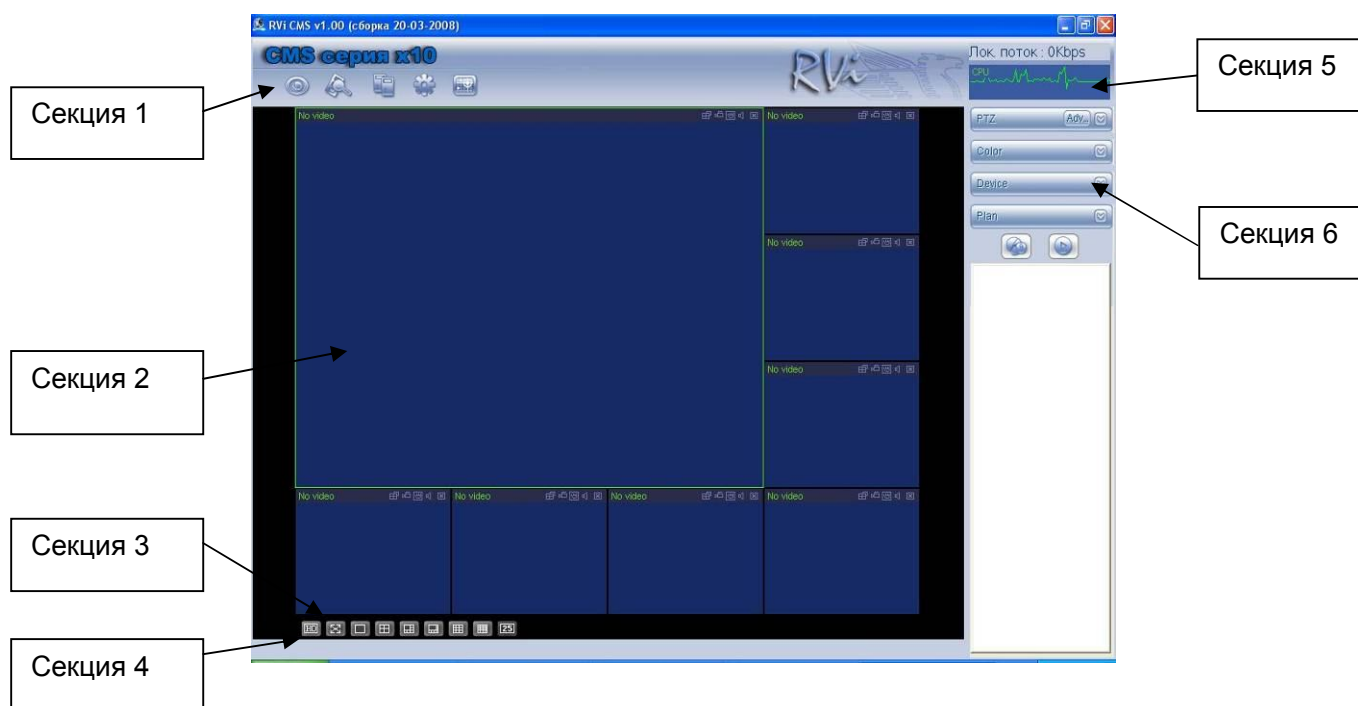 RVi CMS v1.00 (сборка 20-03-2008)
CMS серия x10
RVi
Лок. поток : 0Kbps
CPU
Секция 5
Секция 1
No video
No video
PTZ
Adv..
Color
Device
Plan
Секция 6
No video
Секция 2
No video
No video
No video
No video
No video
Секция 3
25
Секция 4